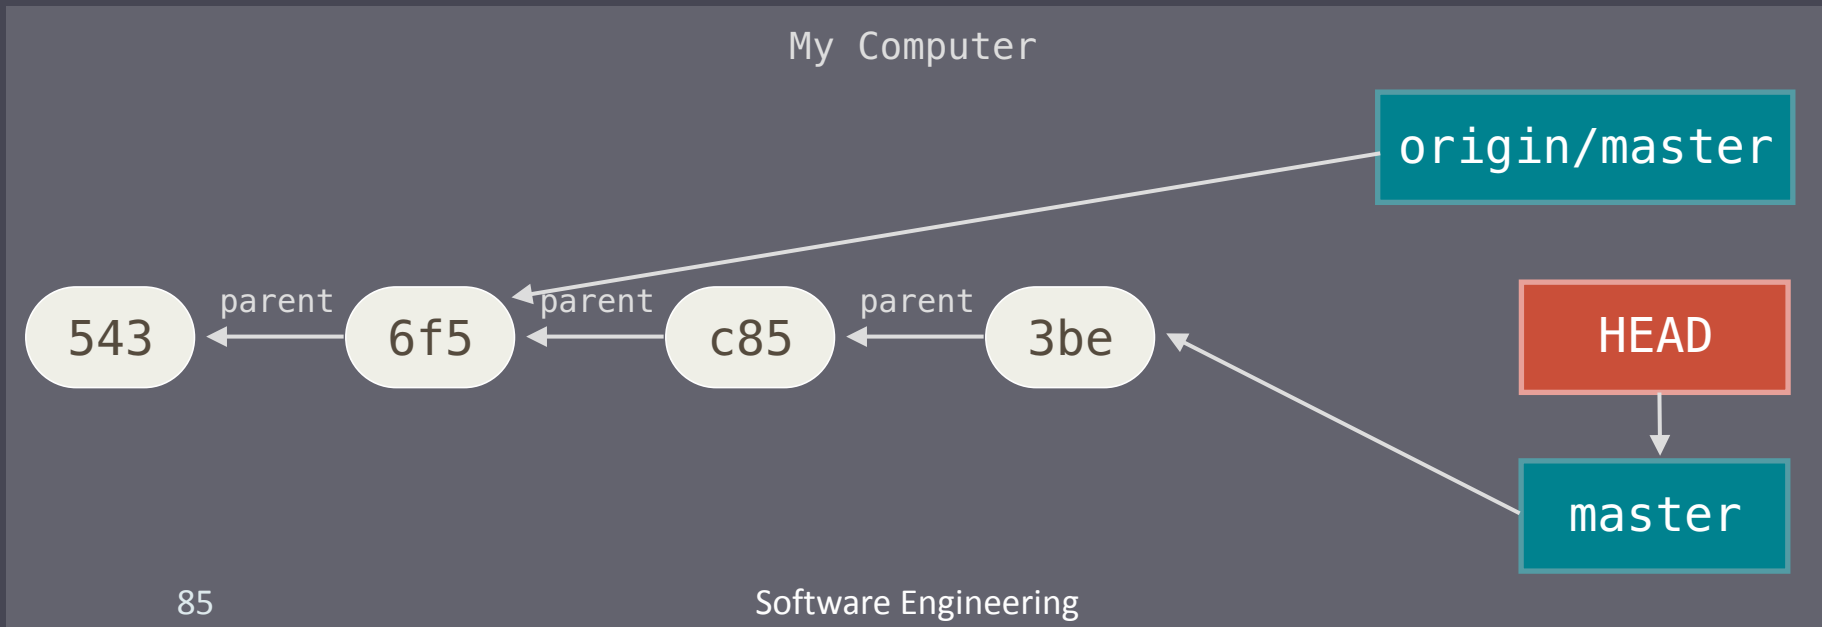 My Computer
origin/master
parent
parent
parent
543
6f5
c85
3be
HEAD
master
85
Software Engineering